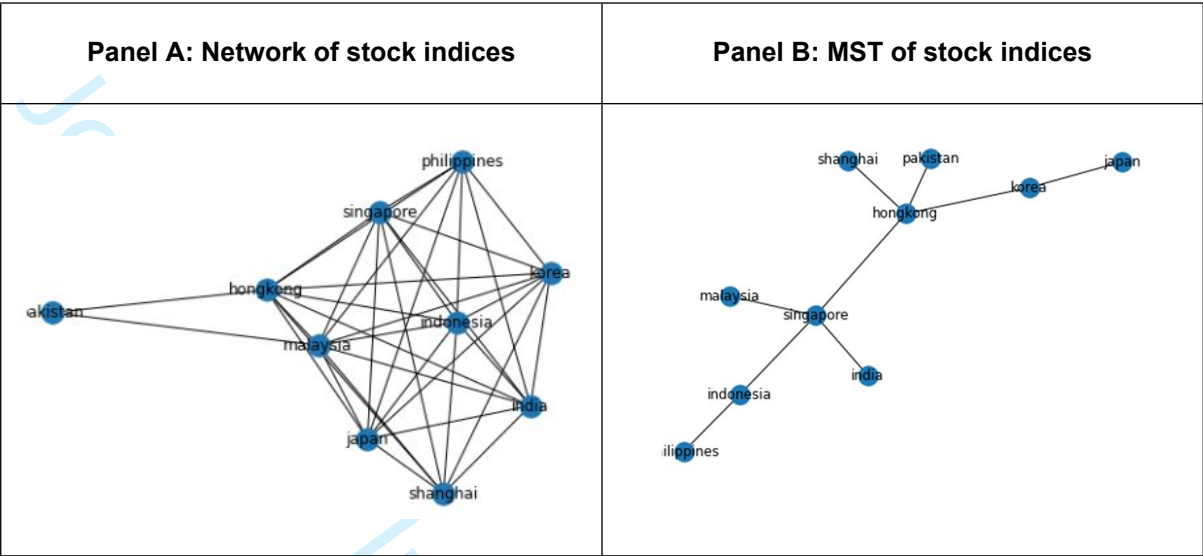 Panel A: Network of stock indices
Panel B: MST of stock indices
philippines
singapore
korea
hongkong
akistan
indonesia
malaysia
india
japan
shanghai
shanghai
pakistan
japan
korea
hongkong
malaysia
singapore
india
indonesia
ilippines